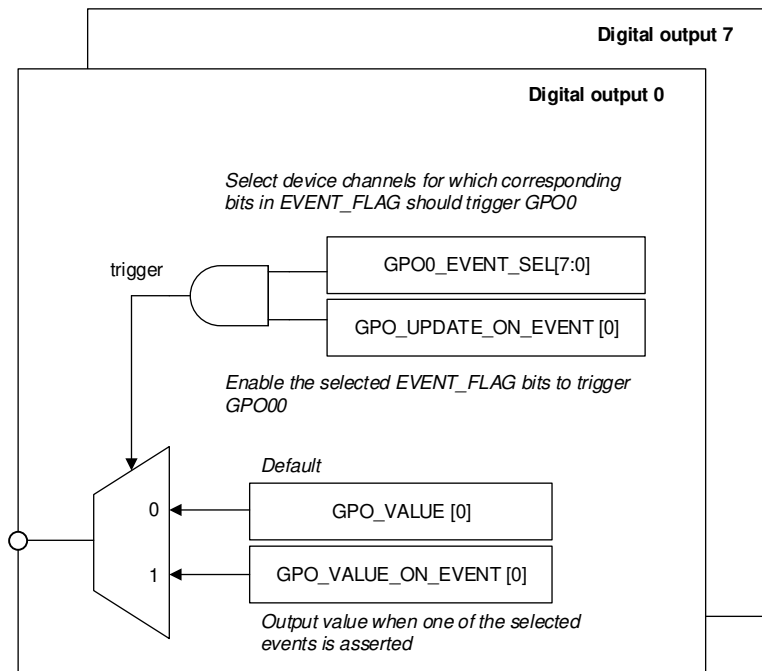 Digital output 7
Digital output 0
Select device channels for which corresponding
bits in EVENT_FLAG should trigger GPO0
trigger
GPO0_EVENT_SEL[7:0]
GPO_UPDATE_ON_EVENT [0]
Enable the selected EVENT_FLAG bits to trigger
GPO00
Default
0
GPO_VALUE [0]
1
GPO_VALUE_ON_EVENT [0]
Output value when one of the selected
events is asserted